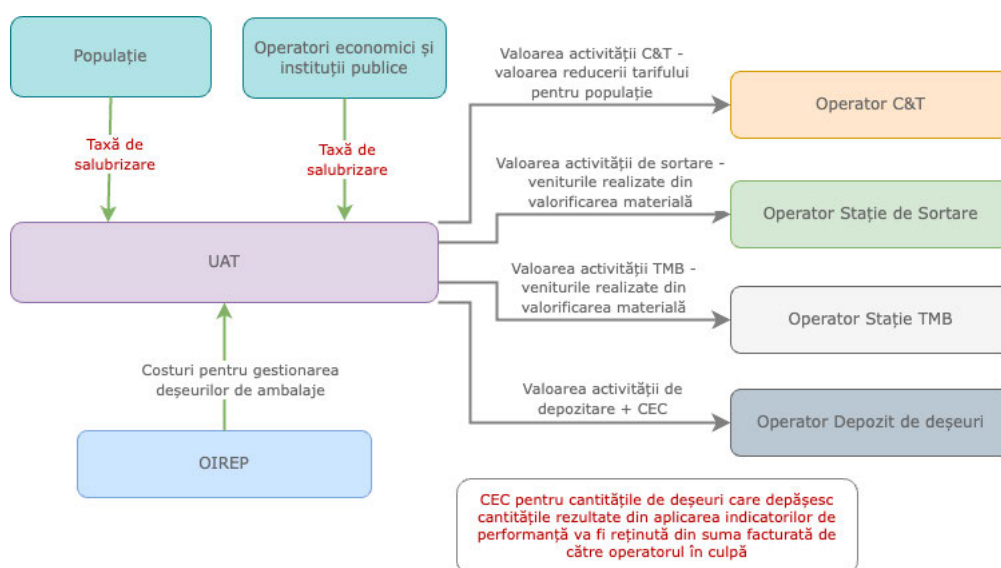 Populație
Operatori economici și
instituții publice
Valoarea activității C&T -
valoarea reducerii tarifului
pentru populație
Operator C&T
Taxă de
salubrizare
Taxă de
salubrizare
Valoarea activității de sortare -
veniturile realizate din
valorificarea materială
Operator Stație de Sortare
UAT
Valoarea activității TMB -
veniturile realizate din
valorificarea materială
Operator Stație TMB
Costuri pentru gestionarea
deșeurilor de ambalaje
Valoarea activității de
depozitare + CEC
Operator Depozit de deșeuri
OIREP
CEC pentru cantitățile de deșeuri care depășesc
cantitățile rezultate din aplicarea indicatorilor de
performanță va fi reținută din suma facturată de
către operatorul în culpă